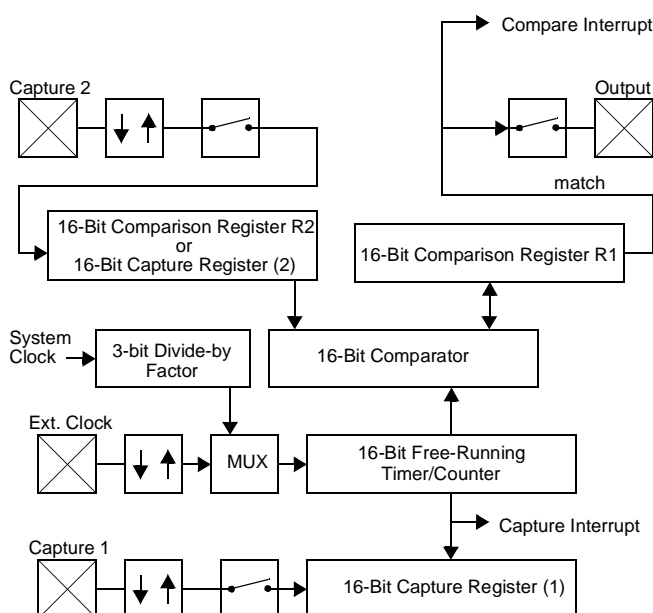 Compare Interrupt
Capture 2
Output
match
16-Bit Comparison Register R2
or
16-Bit Capture Register (2)
16-Bit Comparison Register R1
System
Clock
3-bit Divide-by
Factor
16-Bit Comparator
Ext. Clock
MUX
16-Bit Free-Running
Timer/Counter
Capture Interrupt
Capture 1
16-Bit Capture Register (1)